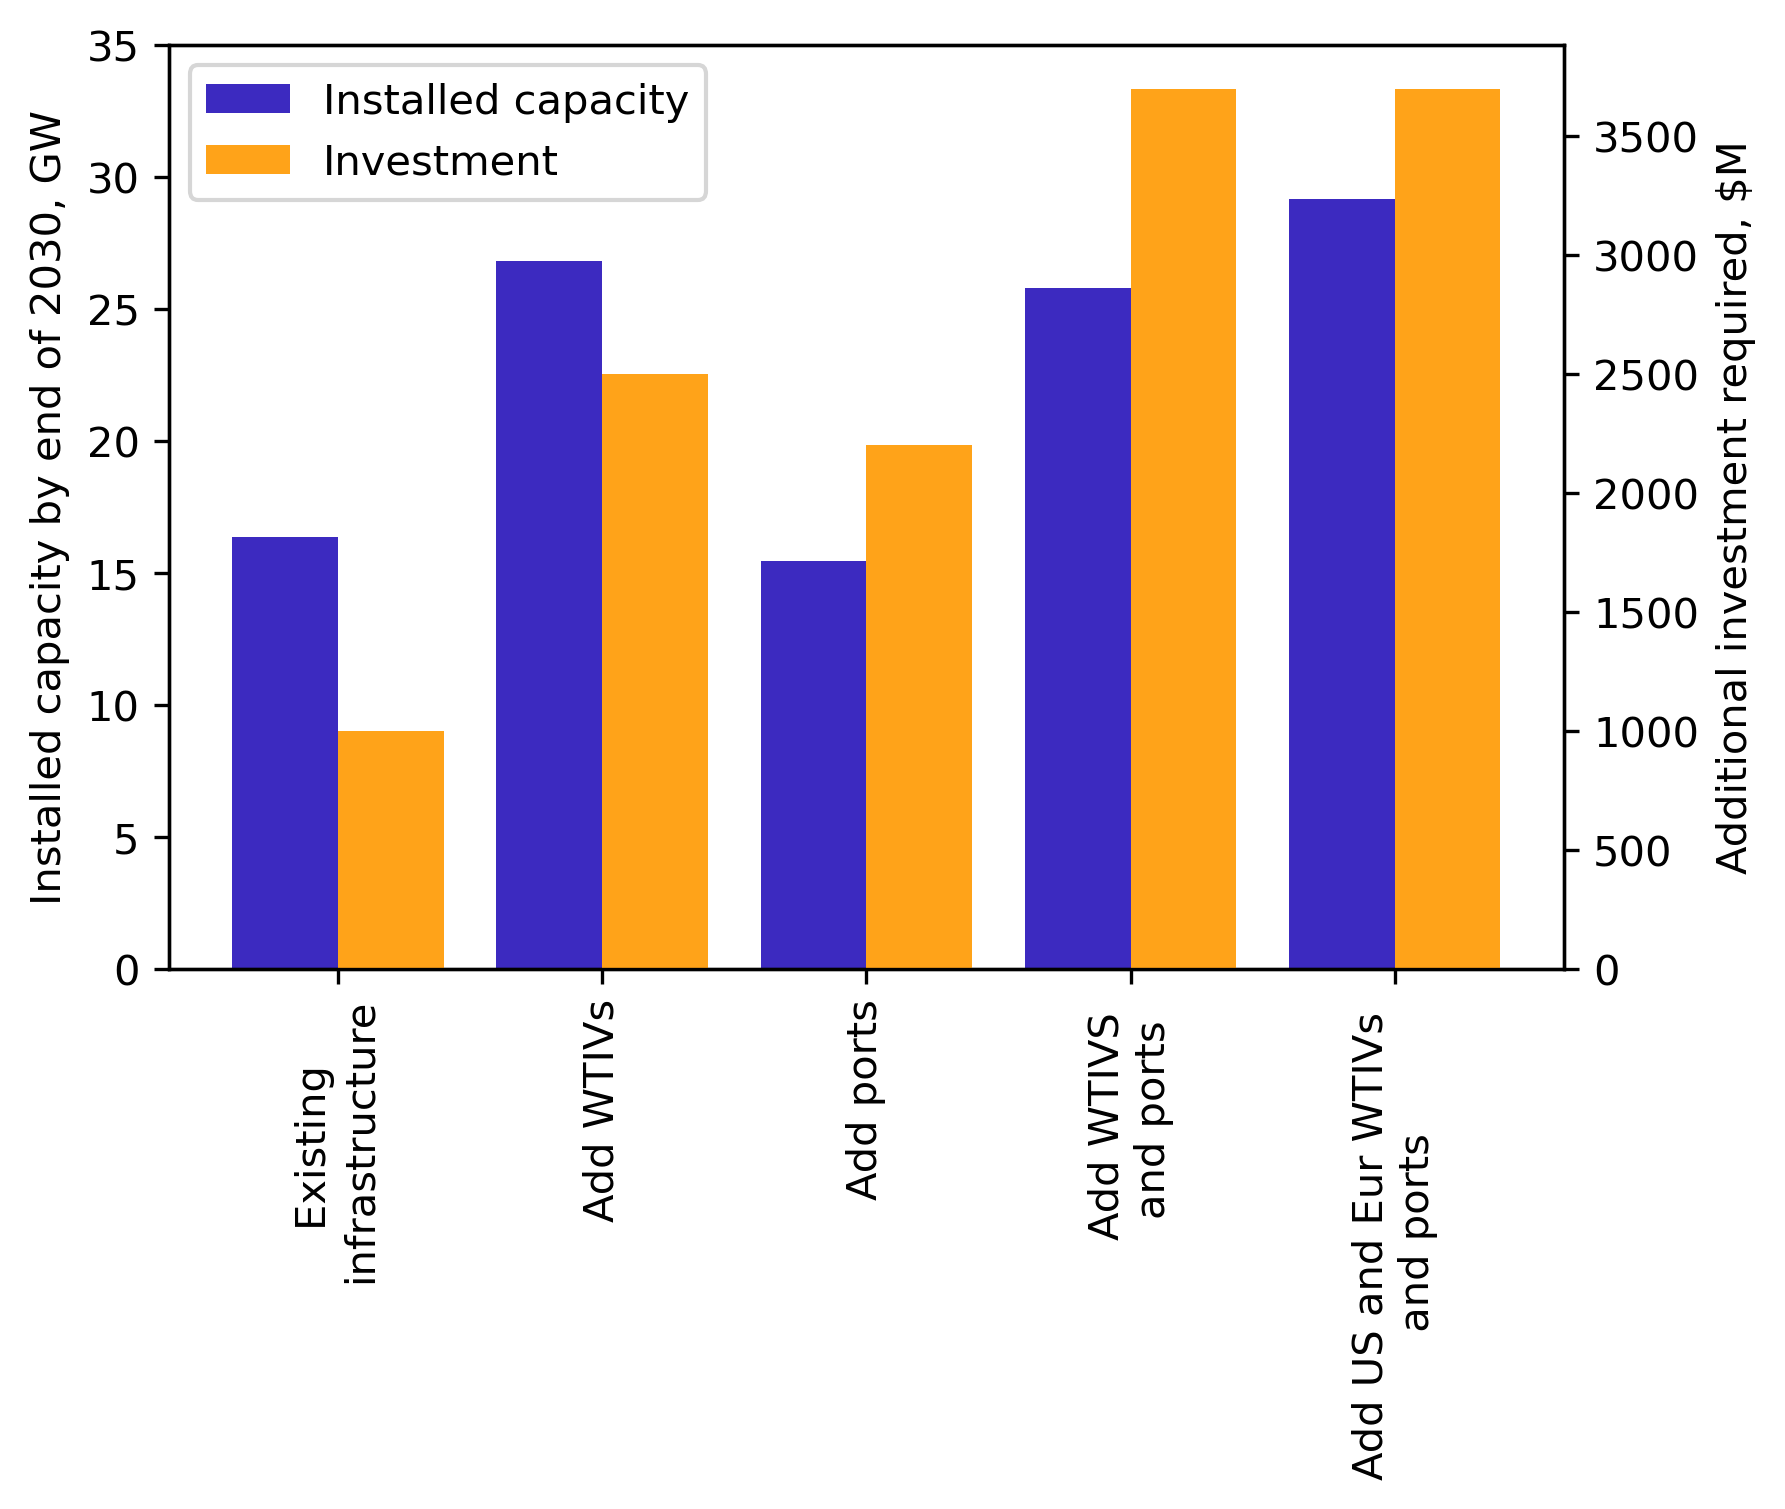 Installed capacity
Investment
Installed capacity by end of 2030, GW
35
30
25
20
15
10
5
0
Additional investment required, $M
3500
3000
2500
2000
1500
1000
500
0
Existing
infrastructure
Add WTIVs
Add ports
Add WTIVS
and ports
Add US and Eur WTIVs
and ports